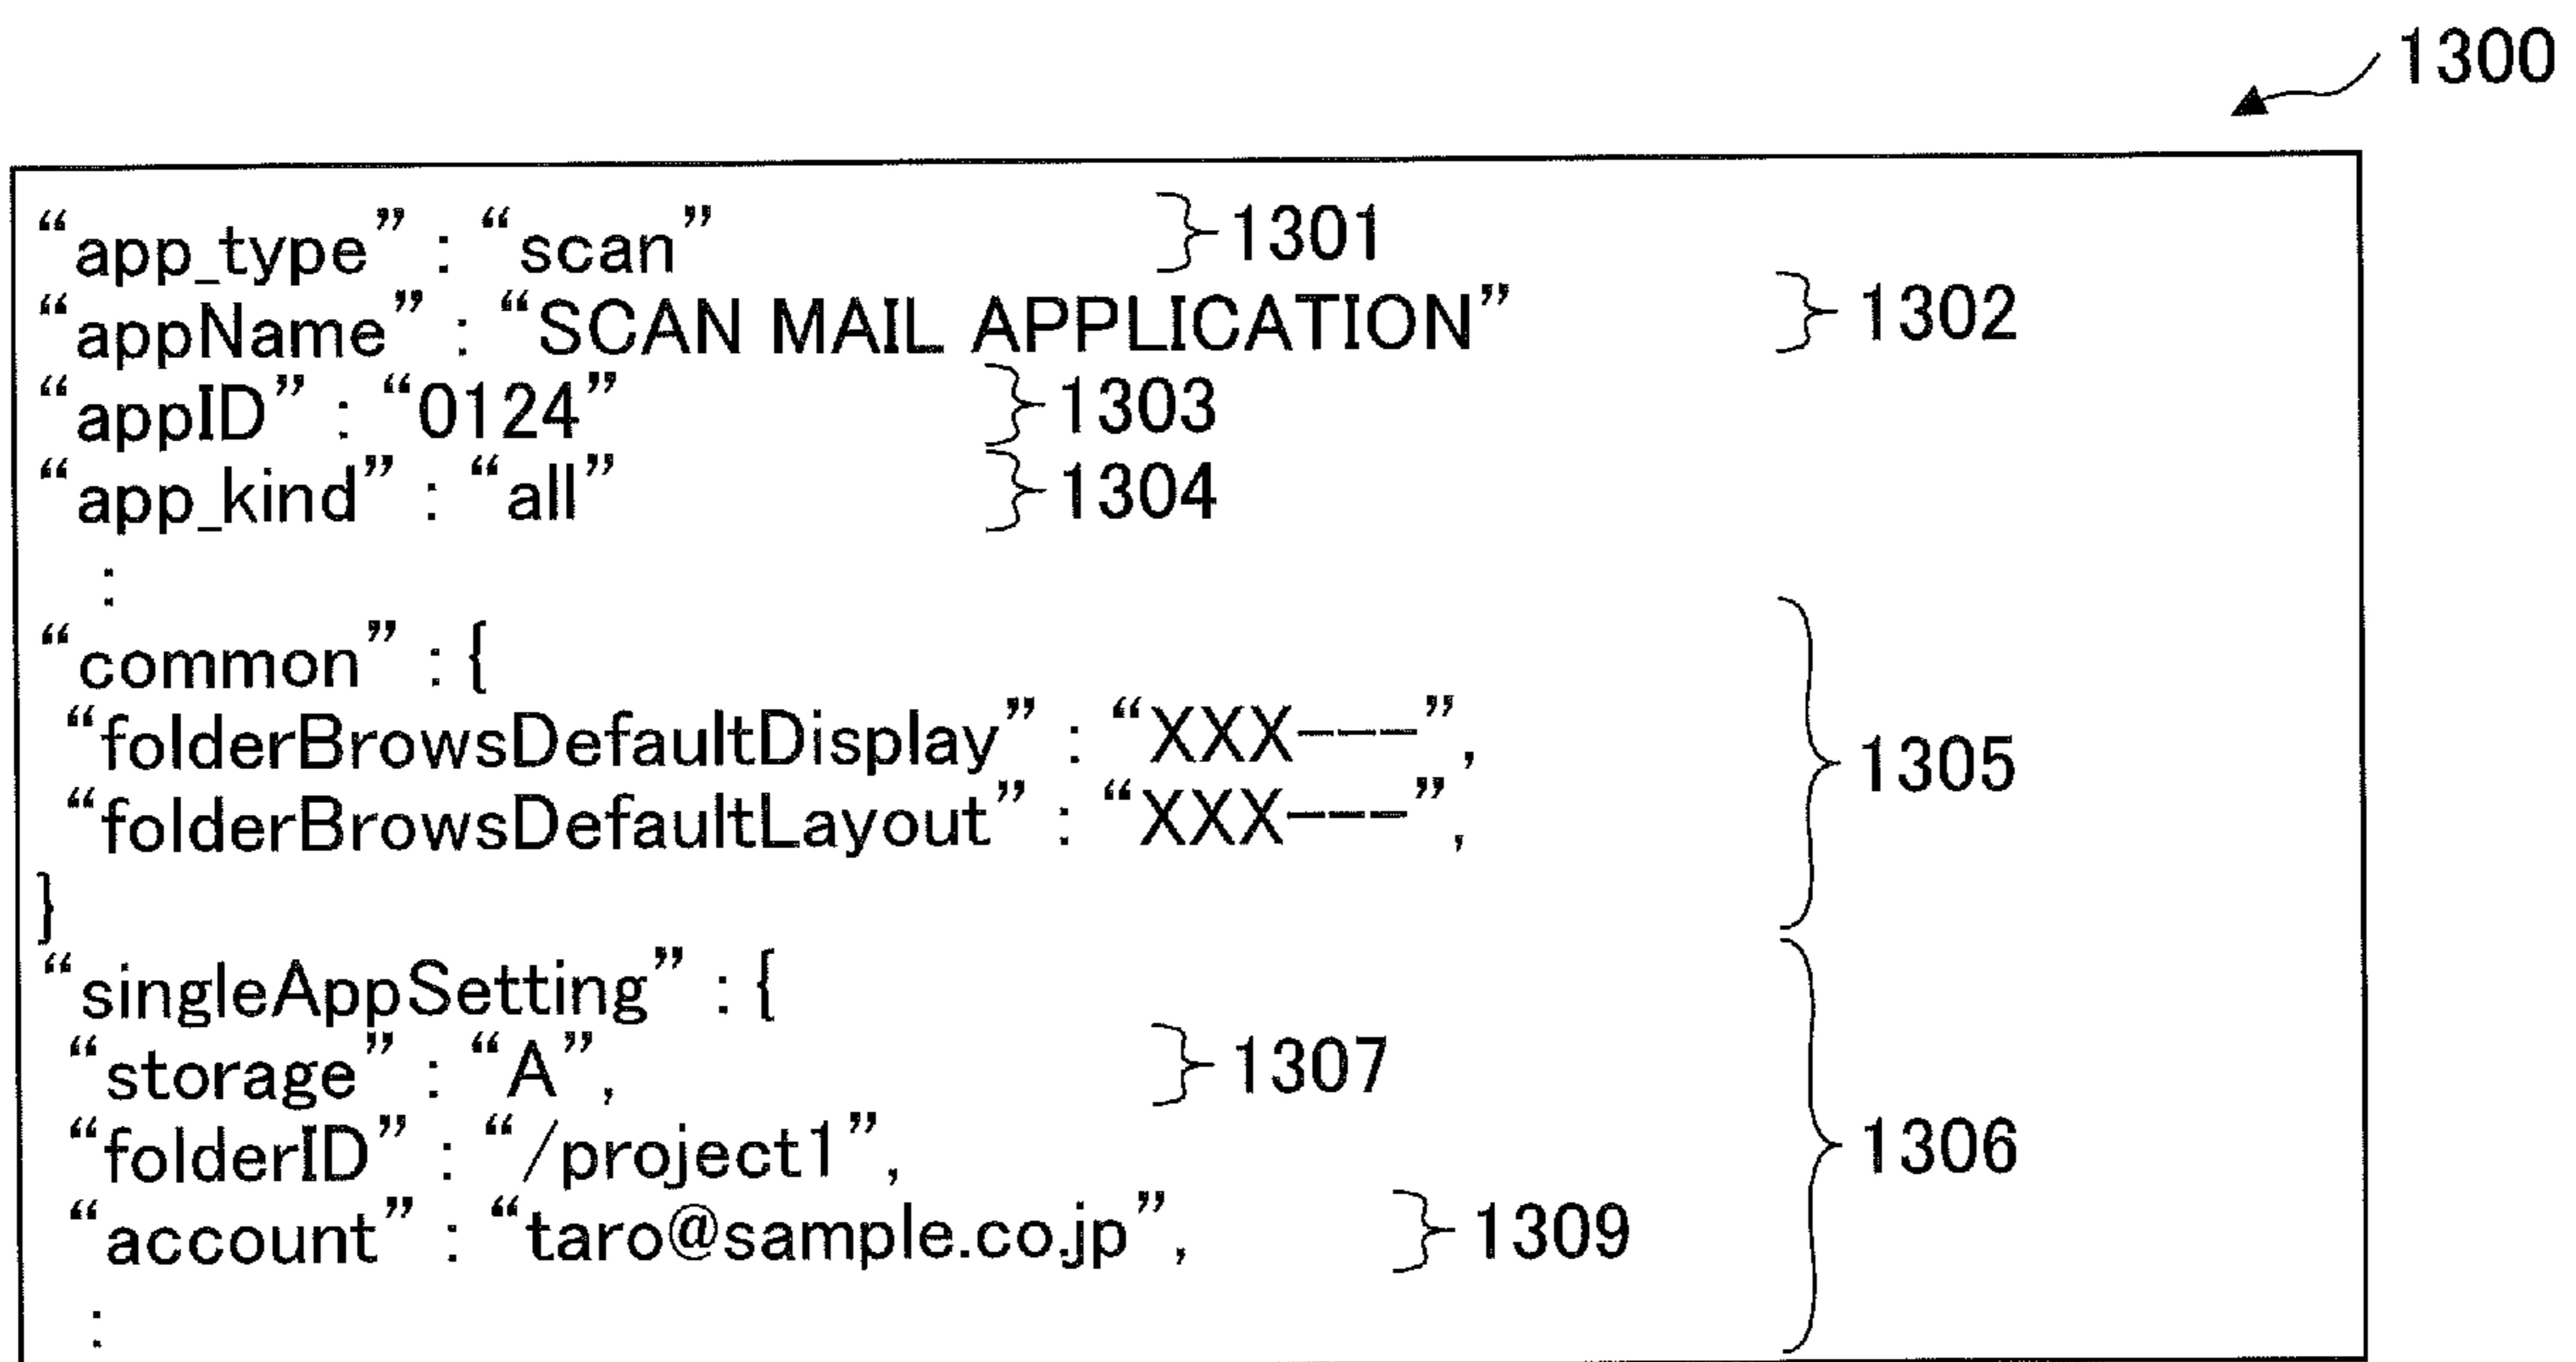 1300
“app_type” : “scan” 1301
“appName” : “SCAN MAIL APPLICATION” 1302
“appID” : “0124” 1303
“app_kind” : “all” 1304
:
“common” : {
“folderBrowsDefaultDisplay” : “XXX---”,
1305
“folderBrowsDefaultLayout” : “XXX---”,
}
“singleAppSetting” : {
“storage” : “A”, 1307
“folderID” : “/project1”, 1306
“account” : “taro@sample.co.jp”, 1309
: